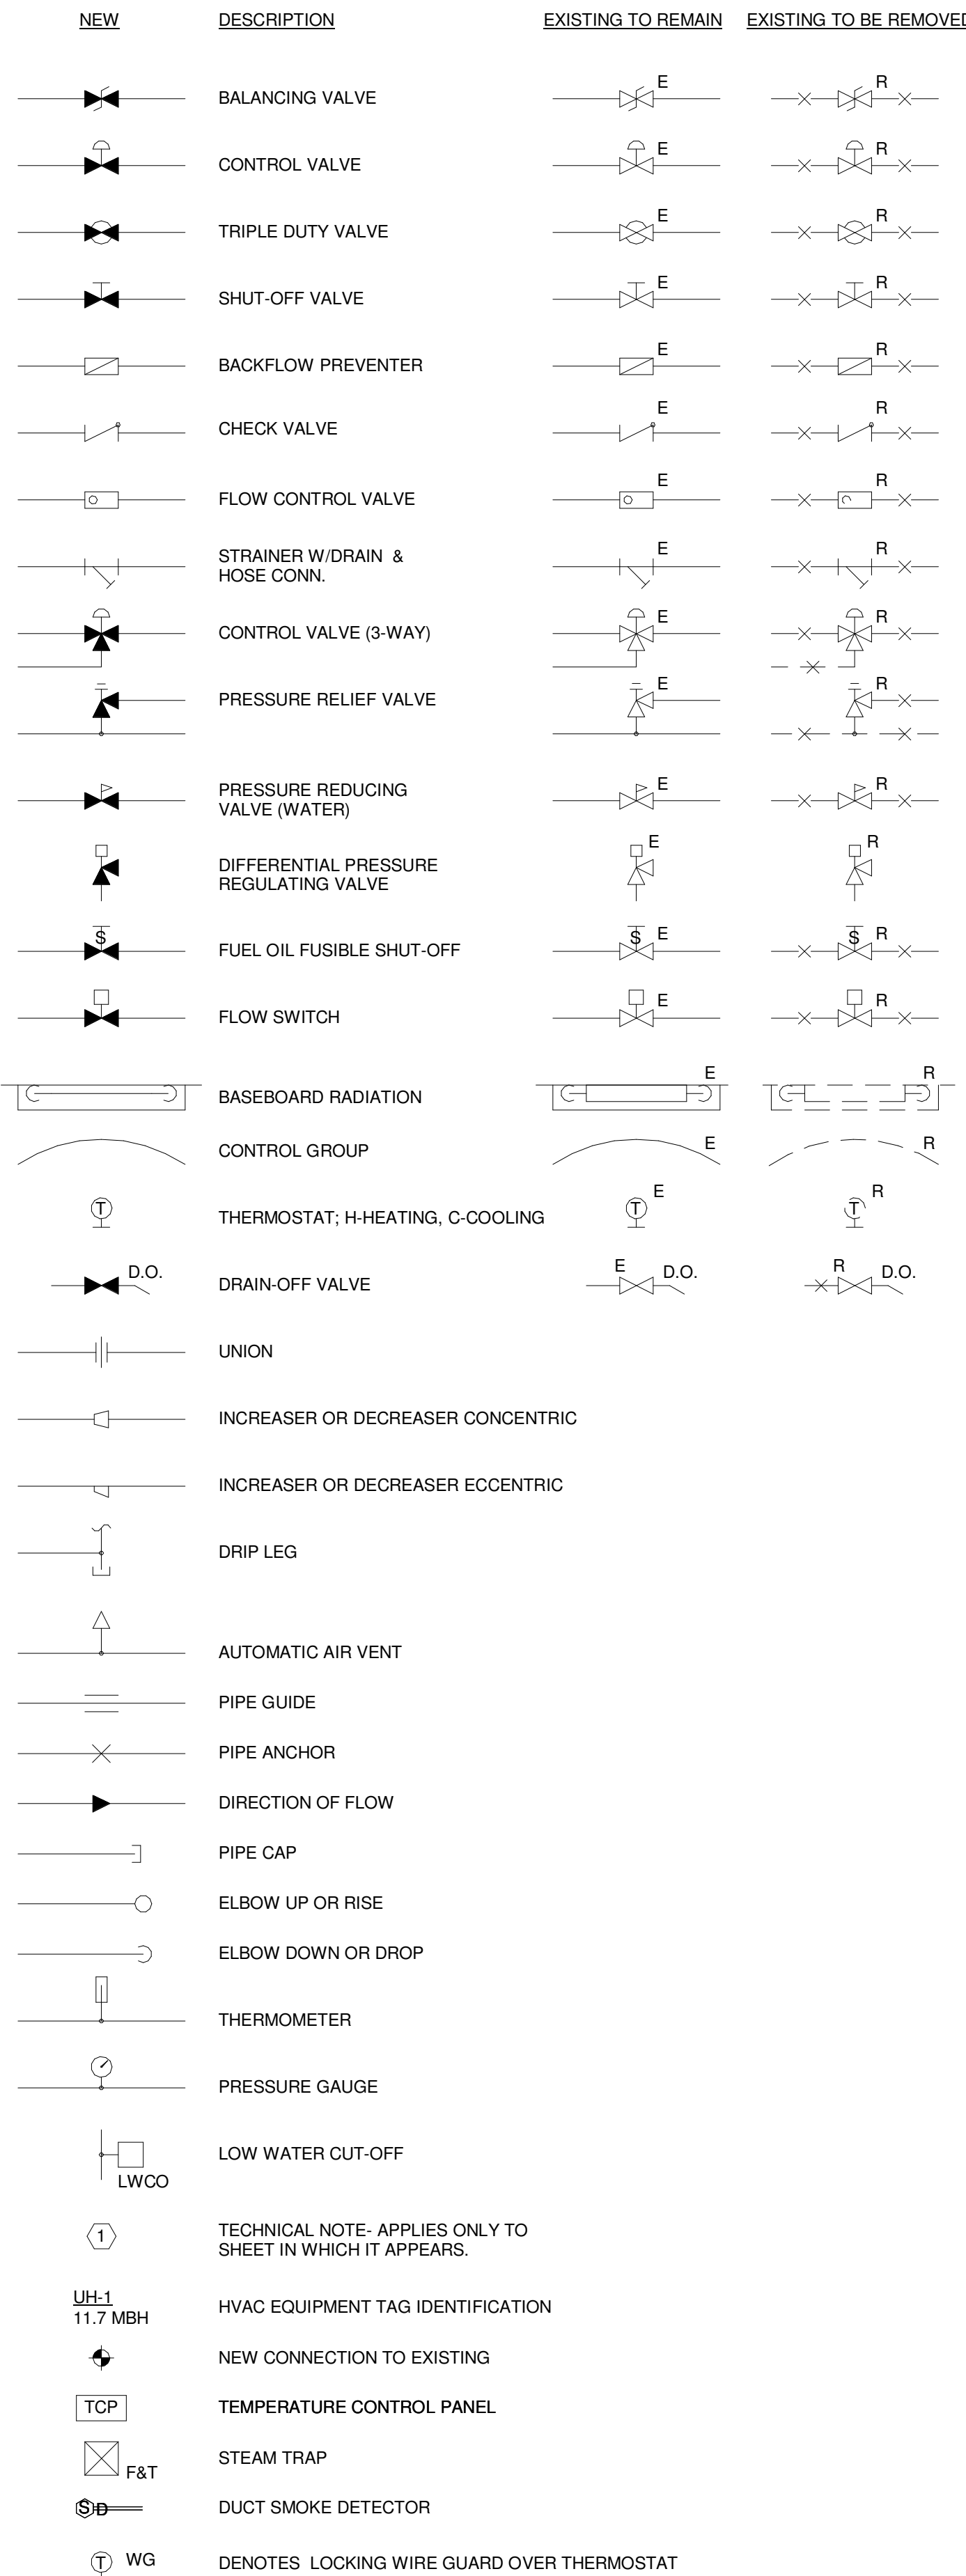 NEW DESCRIPTION EXISTING TO REMAIN EXISTING TO BE REMOVED
BALANCING VALVE E R
CONTROL VALVE E R
TRIPLE DUTY VALVE E R
SHUT-OFF VALVE E R
BACKFLOW PREVENTER E R
CHECK VALVE E R
FLOW CONTROL VALVE E R
STRAINER W/DRAIN & E R
HOSE CONN.
CONTROL VALVE (3-WAY) E R
PRESSURE RELIEF VALVE E R
PRESSURE REDUCING E R
VALVE (WATER)
DIFFERENTIAL PRESSURE E R
REGULATING VALVE
S FUEL OIL FUSIBLE SHUT-OFF S E S R
FLOW SWITCH E R
BASEBOARD RADIATION E R
CONTROL GROUP E R
T THERMOSTAT; H-HEATING, C-COOLING T E T R
D.O. DRAIN-OFF VALVE E D.O. R D.O.
UNION
INCREASER OR DECREASER CONCENTRIC
INCREASER OR DECREASER ECCENTRIC
DRIP LEG
AUTOMATIC AIR VENT
PIPE GUIDE
PIPE ANCHOR
DIRECTION OF FLOW
PIPE CAP
ELBOW UP OR RISE
ELBOW DOWN OR DROP
THERMOMETER
PRESSURE GAUGE
LOW WATER CUT-OFF
LWCO
1 TECHNICAL NOTE- APPLIES ONLY TO
SHEET IN WHICH IT APPEARS.
UH-1
11.7 MBH HVAC EQUIPMENT TAG IDENTIFICATION
NEW CONNECTION TO EXISTING
TCP TEMPERATURE CONTROL PANEL
F&T STEAM TRAP
S D DUCT SMOKE DETECTOR
T WG DENOTES LOCKING WIRE GUARD OVER THERMOSTAT